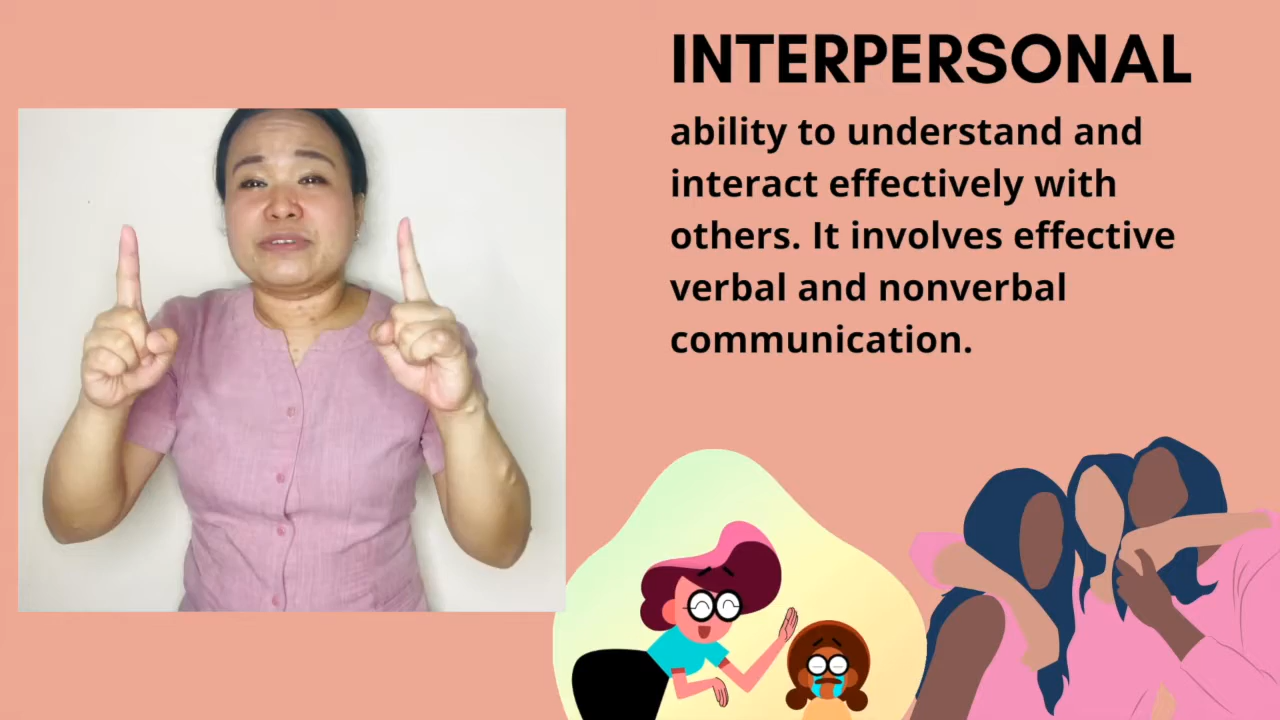 INTERPERSONAL
ability to understand and
interact effectively with
others. It involves effective
verbal and nonverbal
communication.